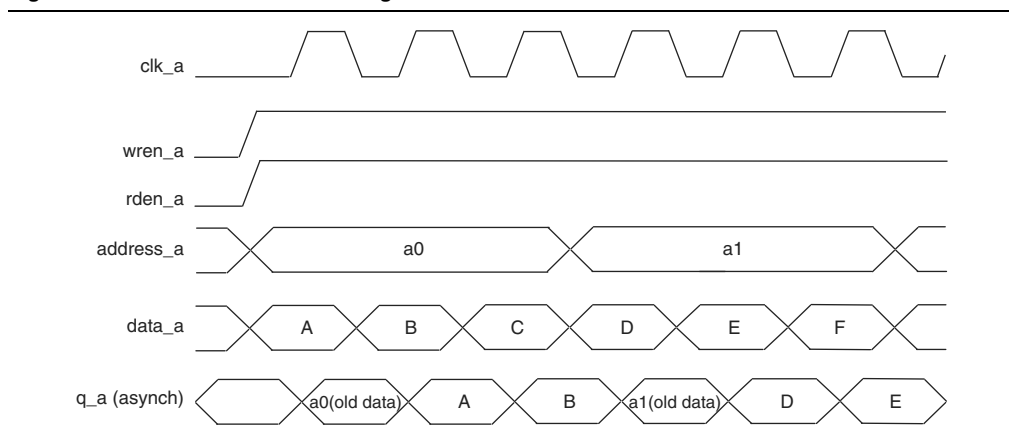 clk_a
wren_a
rden_a
address_a a0 a1
data_a A B C D E F
q_a (asynch) a0(old data) A B a1(old data) D E